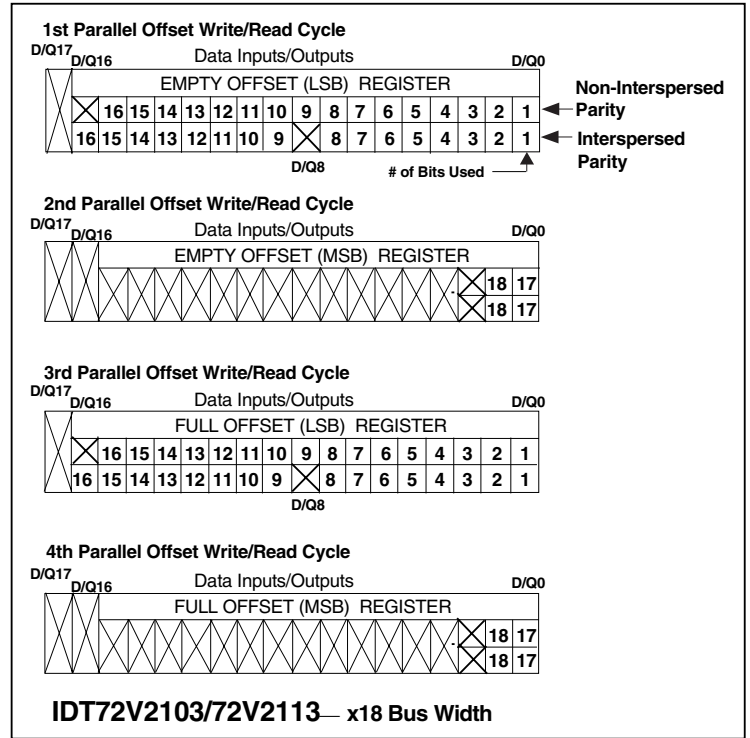 1st Parallel Offset Write/Read Cycle
D/Q17 D/Q16 Data Inputs/Outputs D/Q0
EMPTY OFFSET (LSB) REGISTER
16 15 14 13 12 11 10 9 8 7 6 5 4 3 2 1 Non-Interspersed Parity
16 15 14 13 12 11 10 9 8 7 6 5 4 3 2 1 Interspersed Parity
D/Q8 # of Bits Used
2nd Parallel Offset Write/Read Cycle
D/Q17 D/Q16 Data Inputs/Outputs D/Q0
EMPTY OFFSET (MSB) REGISTER
18 17
18 17
3rd Parallel Offset Write/Read Cycle
D/Q17 D/Q16 Data Inputs/Outputs D/Q0
FULL OFFSET (LSB) REGISTER
16 15 14 13 12 11 10 9 8 7 6 5 4 3 2 1
16 15 14 13 12 11 10 9 8 7 6 5 4 3 2 1
D/Q8
4th Parallel Offset Write/Read Cycle
D/Q17 D/Q16 Data Inputs/Outputs D/Q0
FULL OFFSET (MSB) REGISTER
18 17
18 17
IDT72V2103/72V2113— x18 Bus Width